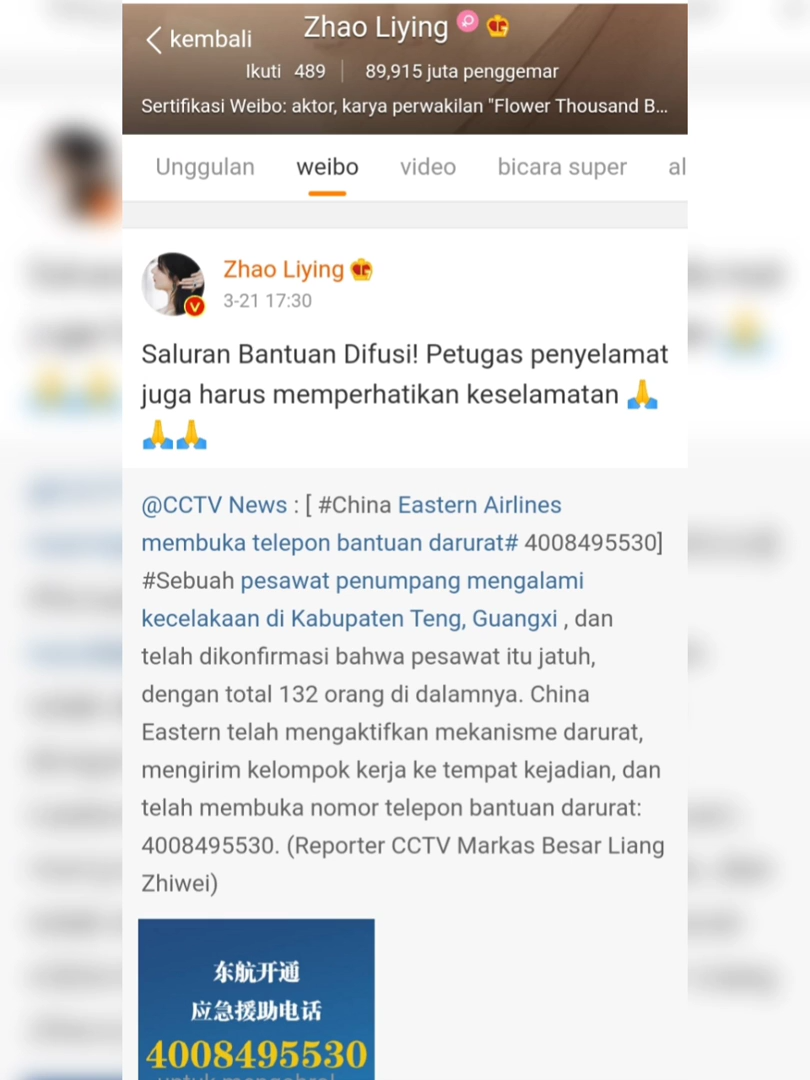 kembali
Zhao Liying
Ikuti 489 | 89,915 juta penggemar
Sertifikasi Weibo: aktor, karya perwakilan "Flower Thousand B...
Unggulan weibo video bicara super al
Zhao Liying
3-21 17:30
Saluran Bantuan Difusi! Petugas penyelamat
juga harus memperhatikan keselamatan 🙏
🙏🙏
@CCTV News : [ #China Eastern Airlines
membuka telepon bantuan darurat# 4008495530]
#Sebuah pesawat penumpang mengalami
kecelakaan di Kabupaten Teng, Guangxi , dan
telah dikonfirmasi bahwa pesawat itu jatuh,
dengan total 132 orang di dalamnya. China
Eastern telah mengaktifkan mekanisme darurat,
mengirim kelompok kerja ke tempat kejadian, dan
telah membuka nomor telepon bantuan darurat:
4008495530. (Reporter CCTV Markas Besar Liang
Zhiwei)
东航开通
应急援助电话
4008495530